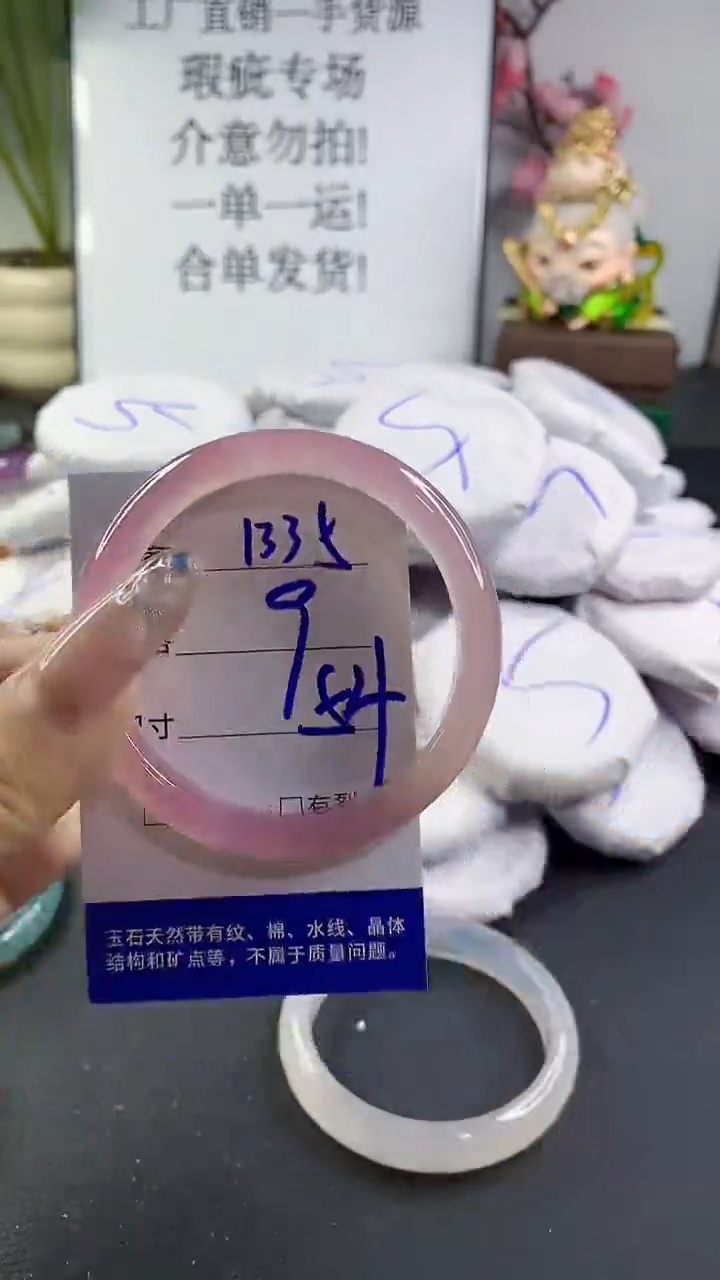 工厂直销一手货源
瑕疵专场
介意勿拍!
一单一运!
合单发货!
9
54
寸
□有裂
玉石天然带有纹、棉、水线、晶体
结构和矿点等，不属于质量问题。